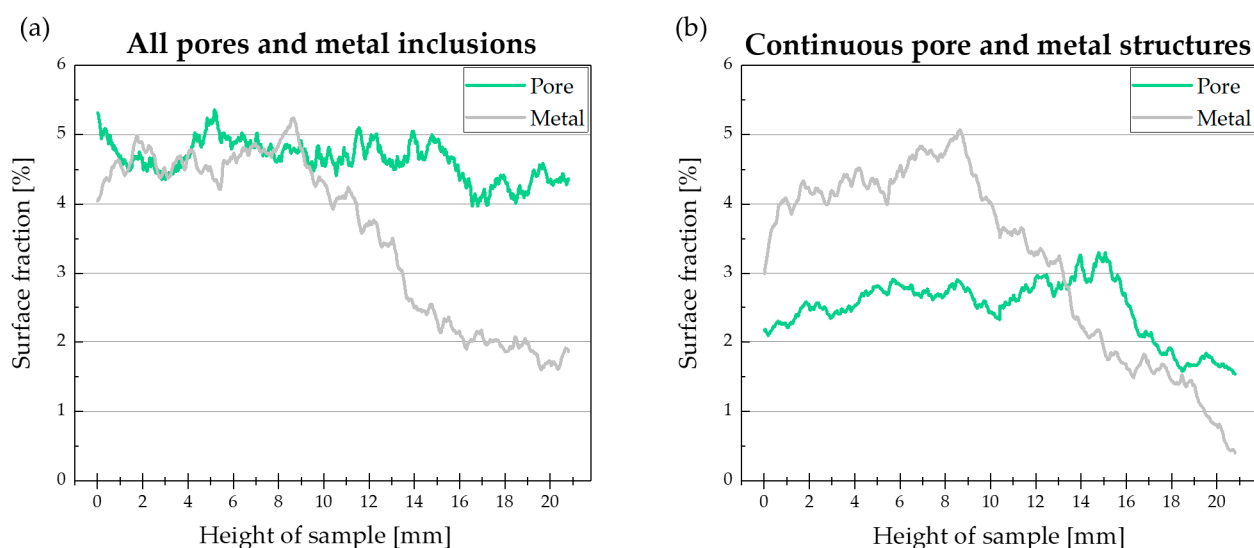 (a)
All pores and metal inclusions
Pore
Metal
6
5
4
3
2
1
0
Surface fraction [%]
0 2 4 6 8 10 12 14 16 18 20
Height of sample [mm]
(b)
Continuous pore and metal structures
Pore
Metal
6
5
4
3
2
1
0
Surface fraction [%]
0 2 4 6 8 10 12 14 16 18 20
Height of sample [mm]